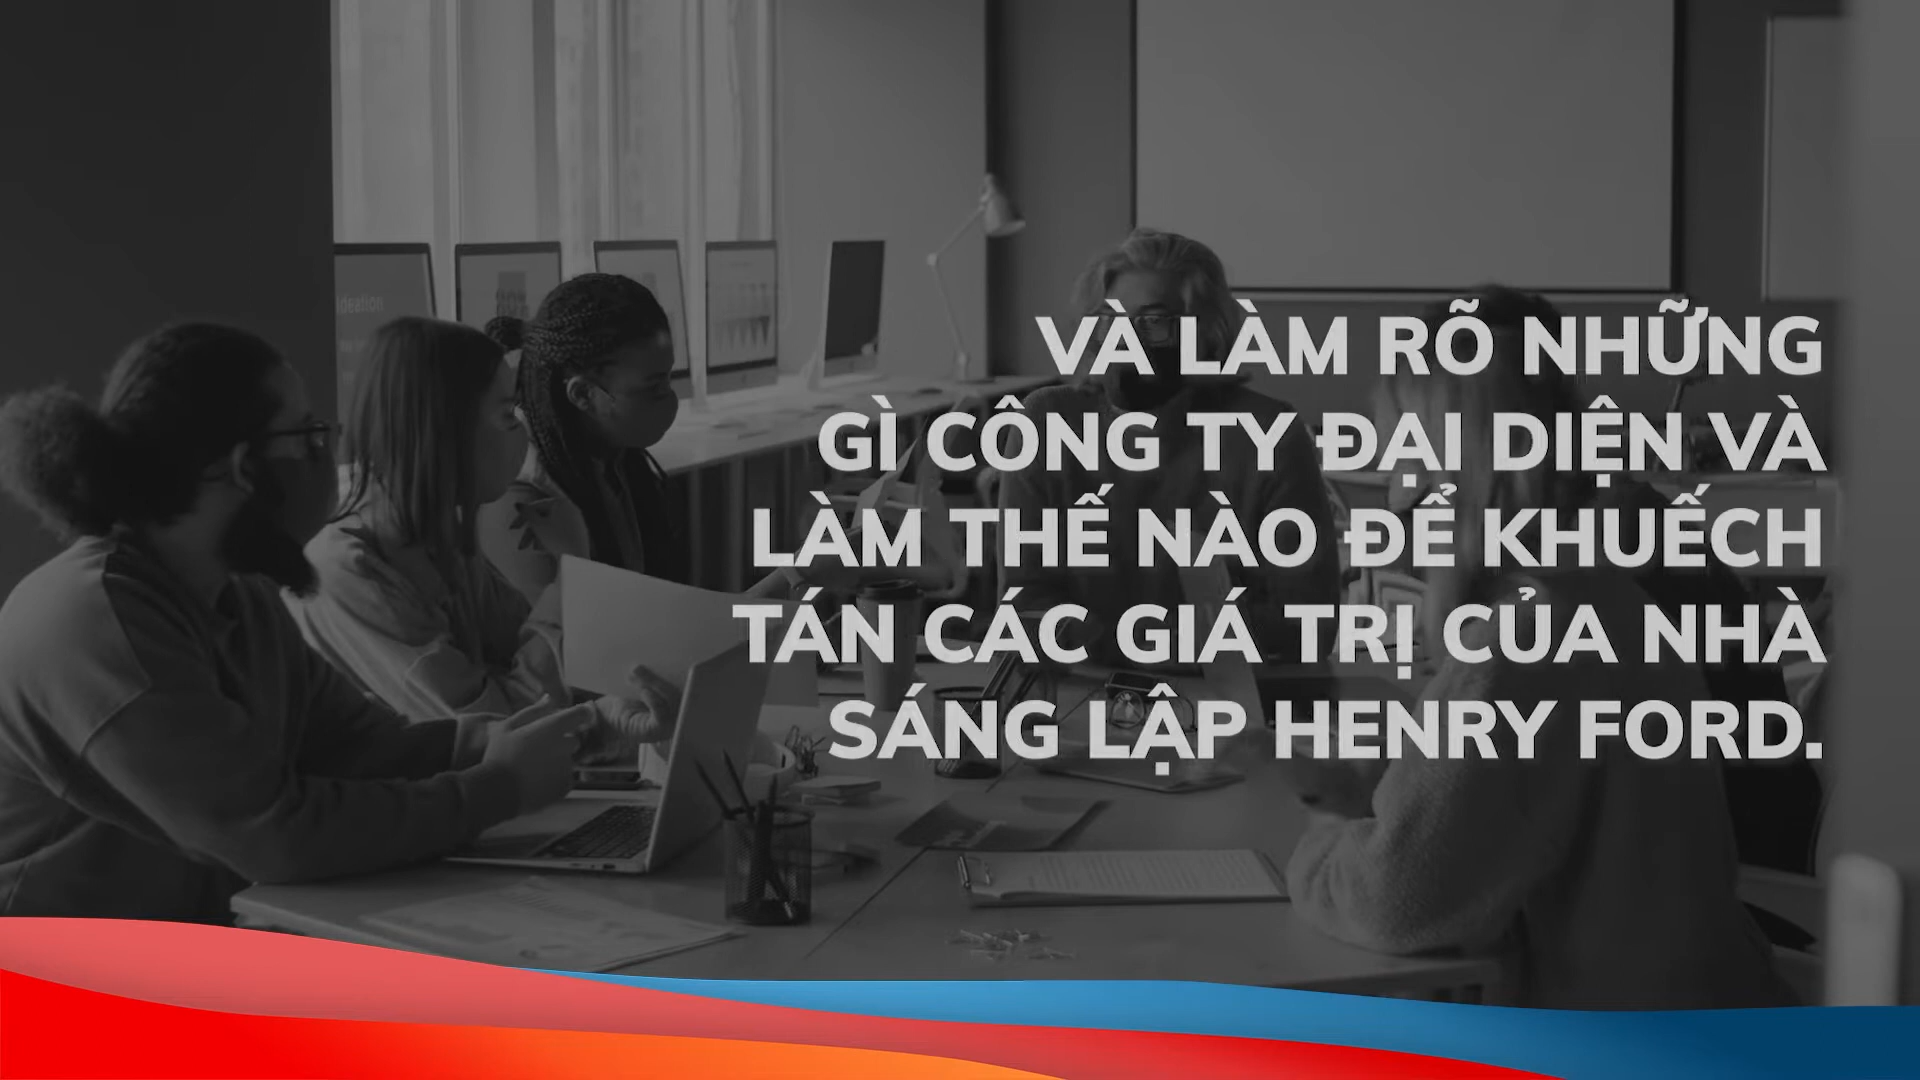 VÀ LÀM RÕ NHỮNG
GÌ CÔNG TY ĐẠI DIỆN VÀ
LÀM THẾ NÀO ĐỂ KHUẾCH
TÁN CÁC GIÁ TRỊ CỦA NHÀ
SÁNG LẬP HENRY FORD.
ideation